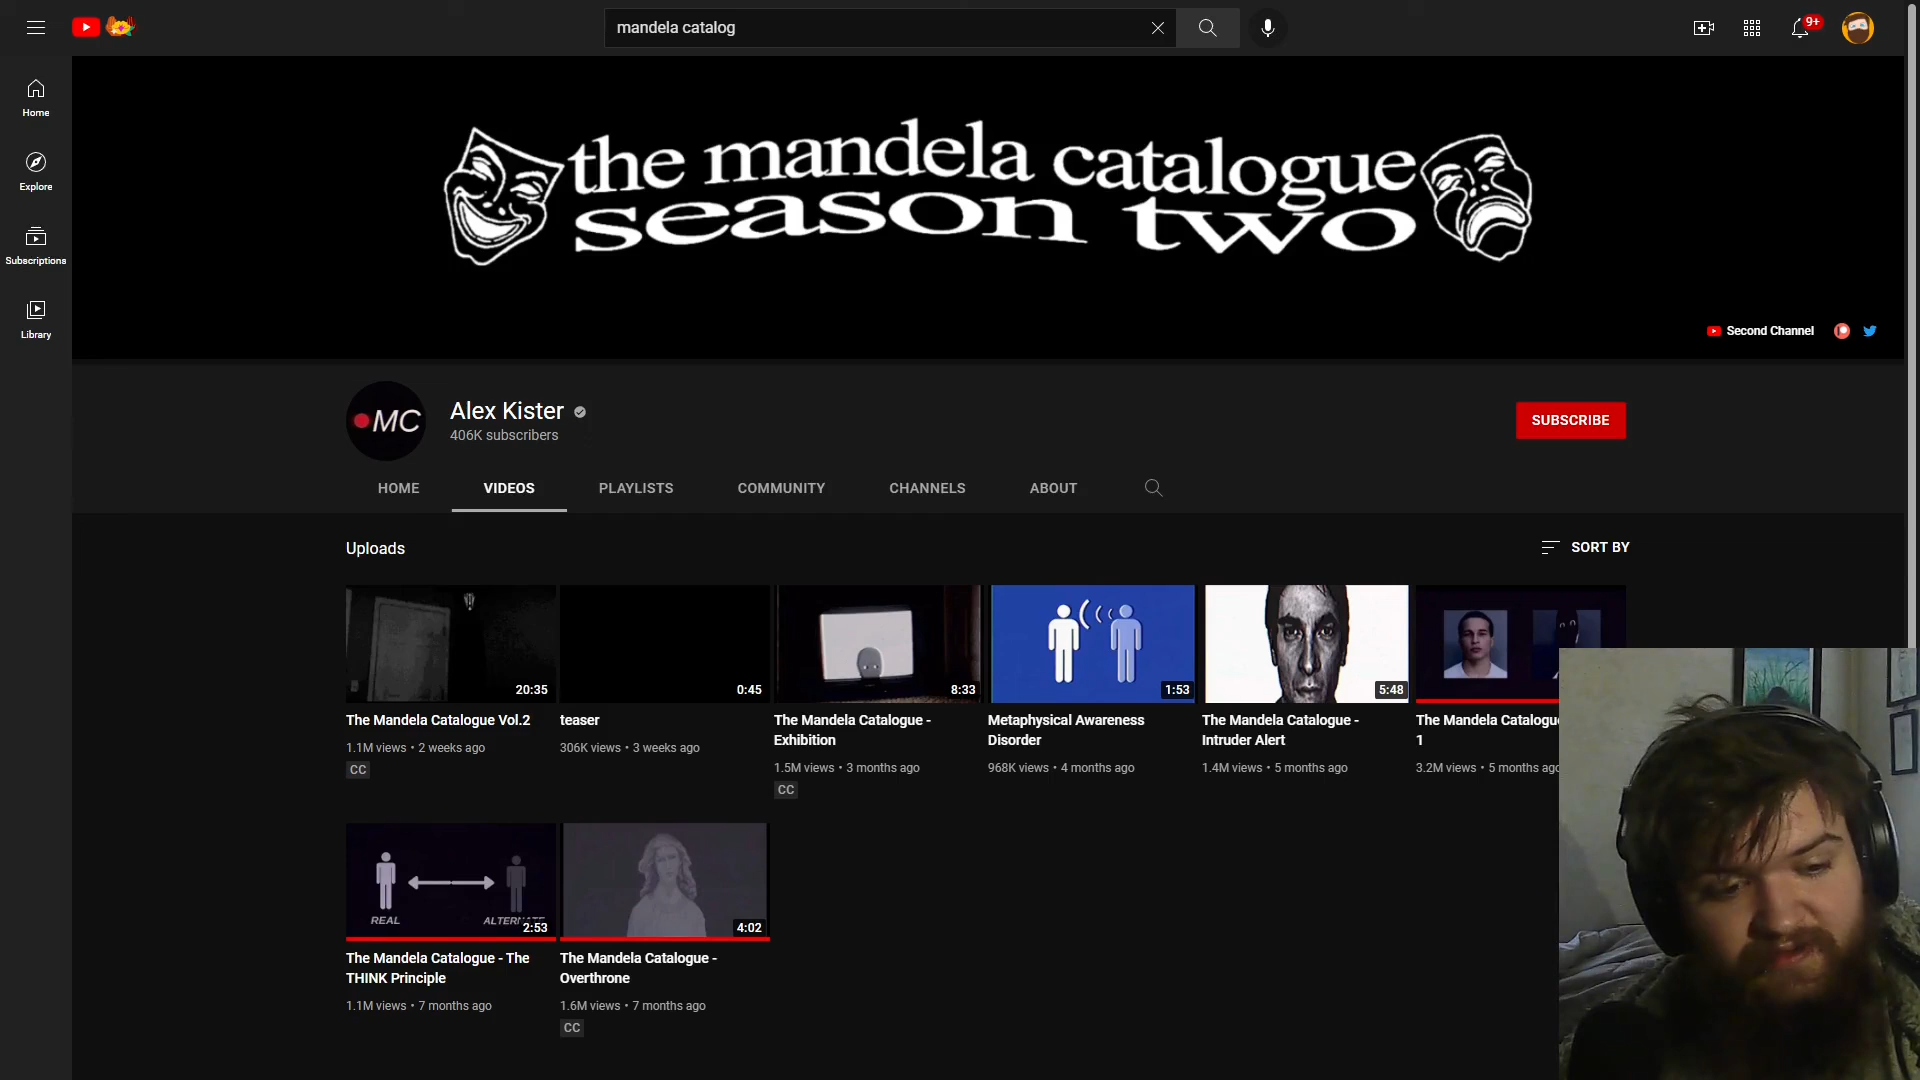 mandela catalog
9+
Home
Explore
Subscriptions
Library
the mandela catalogue
season two
Second Channel
MC
Alex Kister
406K subscribers
SUBSCRIBE
HOME
VIDEOS
PLAYLISTS
COMMUNITY
CHANNELS
ABOUT
Uploads
SORT BY
20:35
0:45
8:33
1:53
5:48
The Mandela Catalogue Vol.2
1.1M views • 2 weeks ago
CC
teaser
306K views • 3 weeks ago
The Mandela Catalogue -
Exhibition
1.5M views • 3 months ago
CC
Metaphysical Awareness
Disorder
968K views • 4 months ago
The Mandela Catalogue -
Intruder Alert
1.4M views • 5 months ago
The Mandela Catalogue
1
3.2M views • 5 months ago
REAL
ALTERNATE
2:53
4:02
The Mandela Catalogue - The
THINK Principle
1.1M views • 7 months ago
The Mandela Catalogue -
Overthrone
1.6M views • 7 months ago
CC